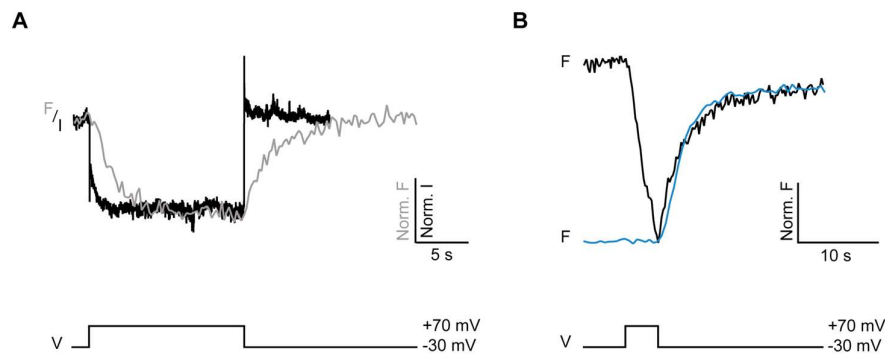 A
F/I
Norm. F
Norm. I
5 s
V
+70 mV
-30 mV
B
F
F
Norm. F
10 s
V
+70 mV
-30 mV